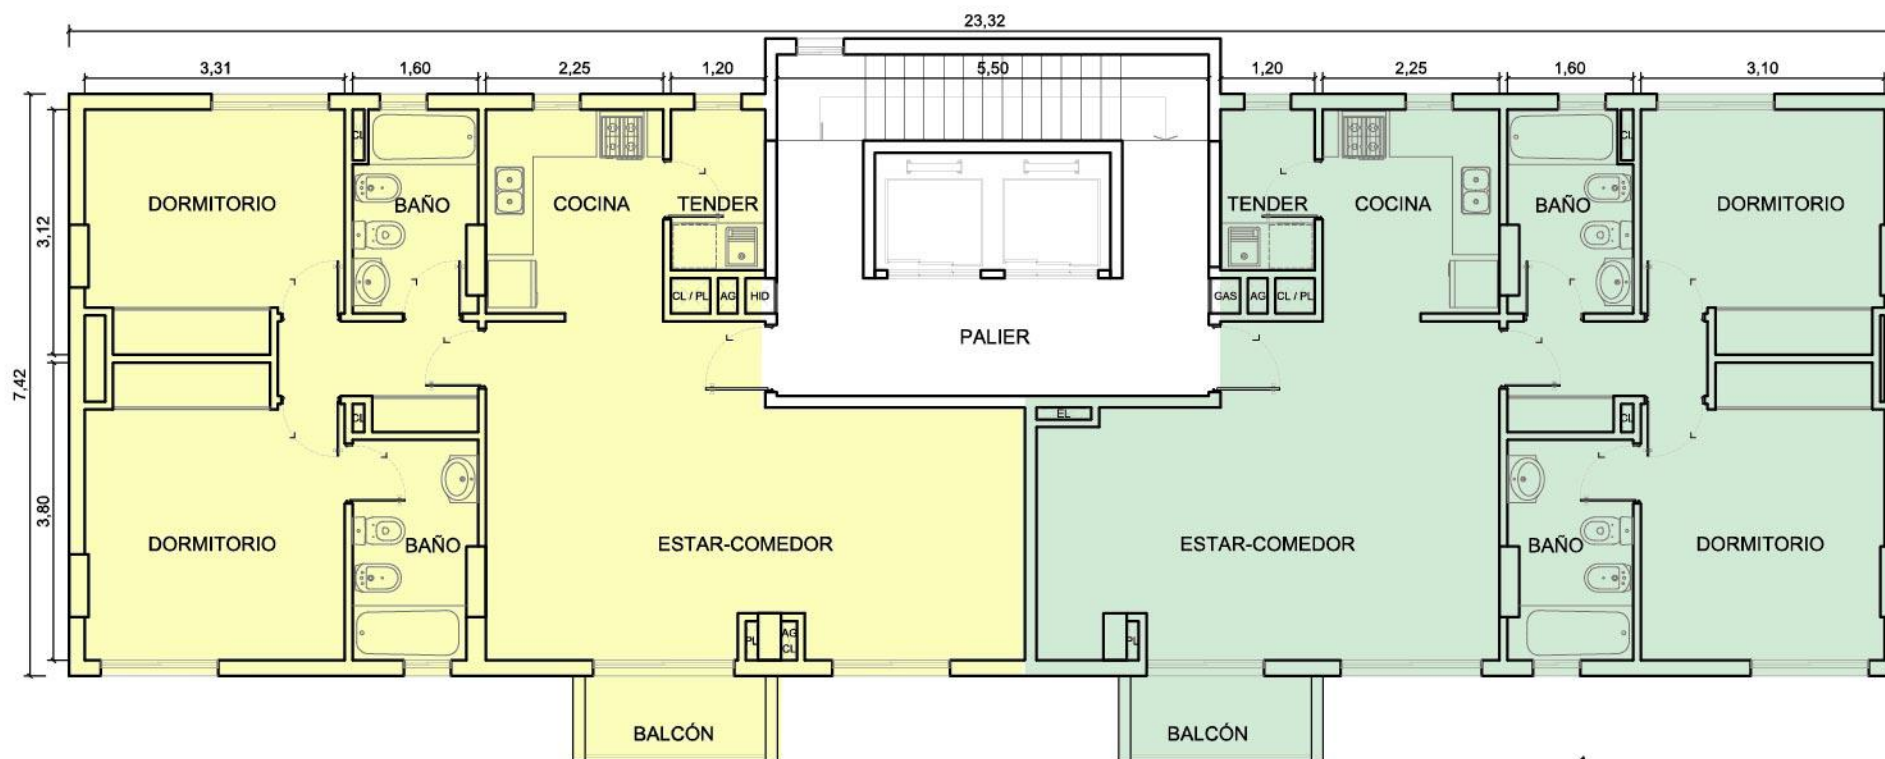 23,32
3,31 1,60 2,25 1,20 5,50 1,20 2,25 1,60 3,10
CL CL
3,12 DORMITORIO BAÑO COCINA TENDER TENDER COCINA BAÑO DORMITORIO
CL / PL AG HID GAS AG CL / PL
PALIER
7,42
CL EL CL
3,80
DORMITORIO BAÑO ESTAR-COMEDOR ESTAR-COMEDOR BAÑO DORMITORIO
PL AG PL
CL
BALCÓN BALCÓN